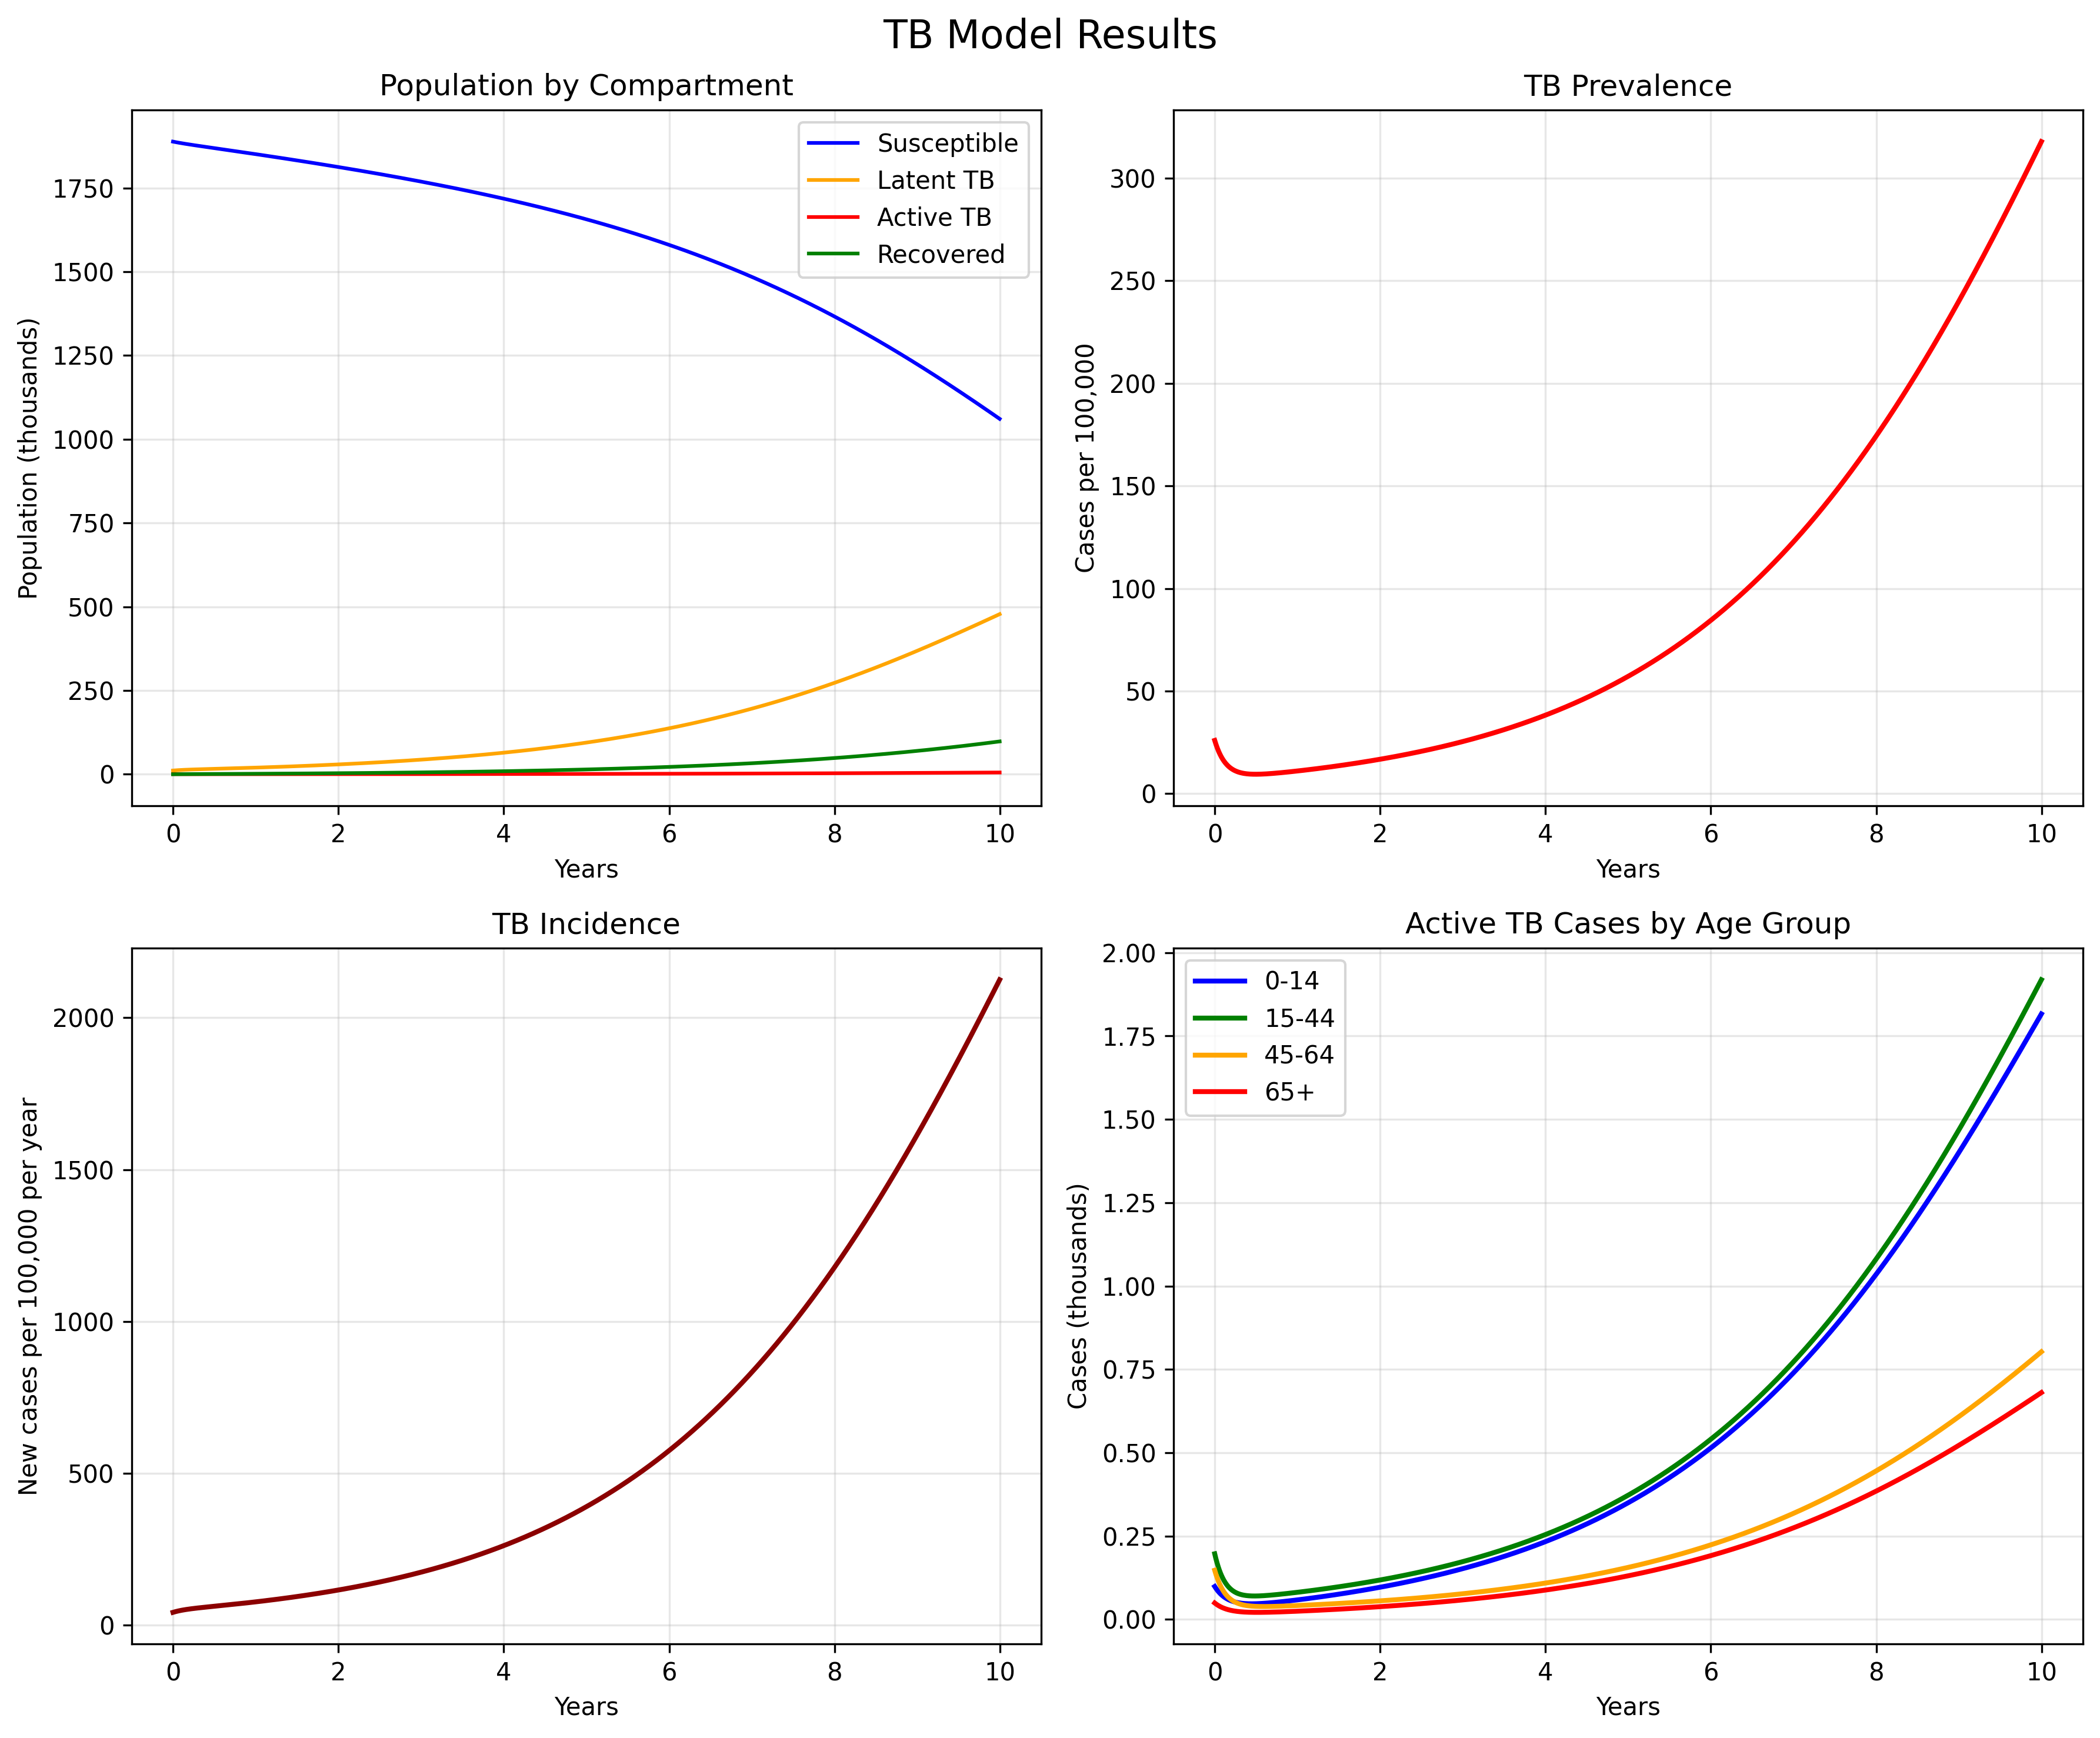 TB Model Results
Population by Compartment
Population (thousands)
1750
1500
1250
1000
750
500
250
0
0 2 4 6 8 10
Years
Susceptible
Latent TB
Active TB
Recovered
TB Prevalence
Cases per 100,000
300
250
200
150
100
50
0
0 2 4 6 8 10
Years
TB Incidence
New cases per 100,000 per year
2000
1500
1000
500
0
0 2 4 6 8 10
Years
Active TB Cases by Age Group
Cases (thousands)
2.00
1.75
1.50
1.25
1.00
0.75
0.50
0.25
0.00
0 2 4 6 8 10
Years
0-14
15-44
45-64
65+